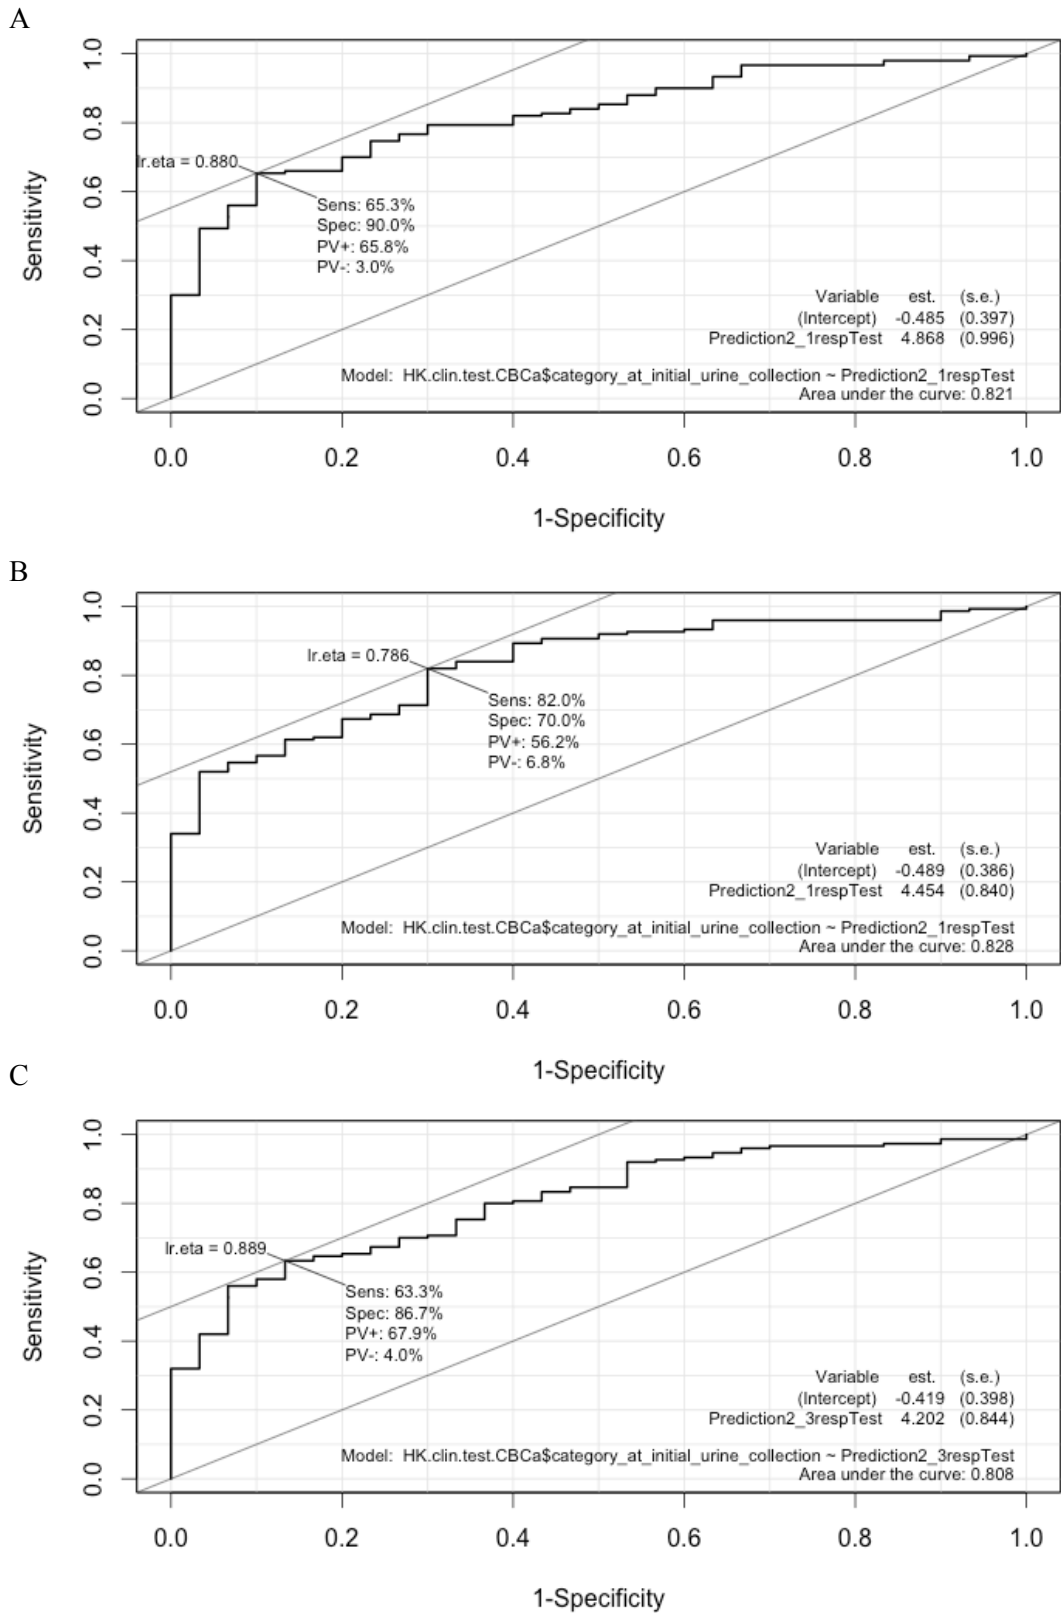 A
1.0
0.8
0.6
0.4
0.2
0.0
Sensitivity
lr.eta = 0.880
Sens: 65.3%
Spec: 90.0%
PV+: 65.8%
PV-: 3.0%
Variable est. (s.e.)
(Intercept) -0.485 (0.397)
Prediction2_1respTest 4.868 (0.996)
Model: HK.clin.test.CBCa$category_at_initial_urine_collection ~ Prediction2_1respTest
Area under the curve: 0.821
0.0 0.2 0.4 0.6 0.8 1.0
1-Specificity
B
1.0
0.8
0.6
0.4
0.2
0.0
Sensitivity
lr.eta = 0.786
Sens: 82.0%
Spec: 70.0%
PV+: 56.2%
PV-: 6.8%
Variable est. (s.e.)
(Intercept) -0.489 (0.386)
Prediction2_1respTest 4.454 (0.840)
Model: HK.clin.test.CBCa$category_at_initial_urine_collection ~ Prediction2_1respTest
Area under the curve: 0.828
0.0 0.2 0.4 0.6 0.8 1.0
1-Specificity
C
1.0
0.8
0.6
0.4
0.2
0.0
Sensitivity
lr.eta = 0.889
Sens: 63.3%
Spec: 86.7%
PV+: 67.9%
PV-: 4.0%
Variable est. (s.e.)
(Intercept) -0.419 (0.398)
Prediction2_3respTest 4.202 (0.844)
Model: HK.clin.test.CBCa$category_at_initial_urine_collection ~ Prediction2_3respTest
Area under the curve: 0.808
0.0 0.2 0.4 0.6 0.8 1.0
1-Specificity